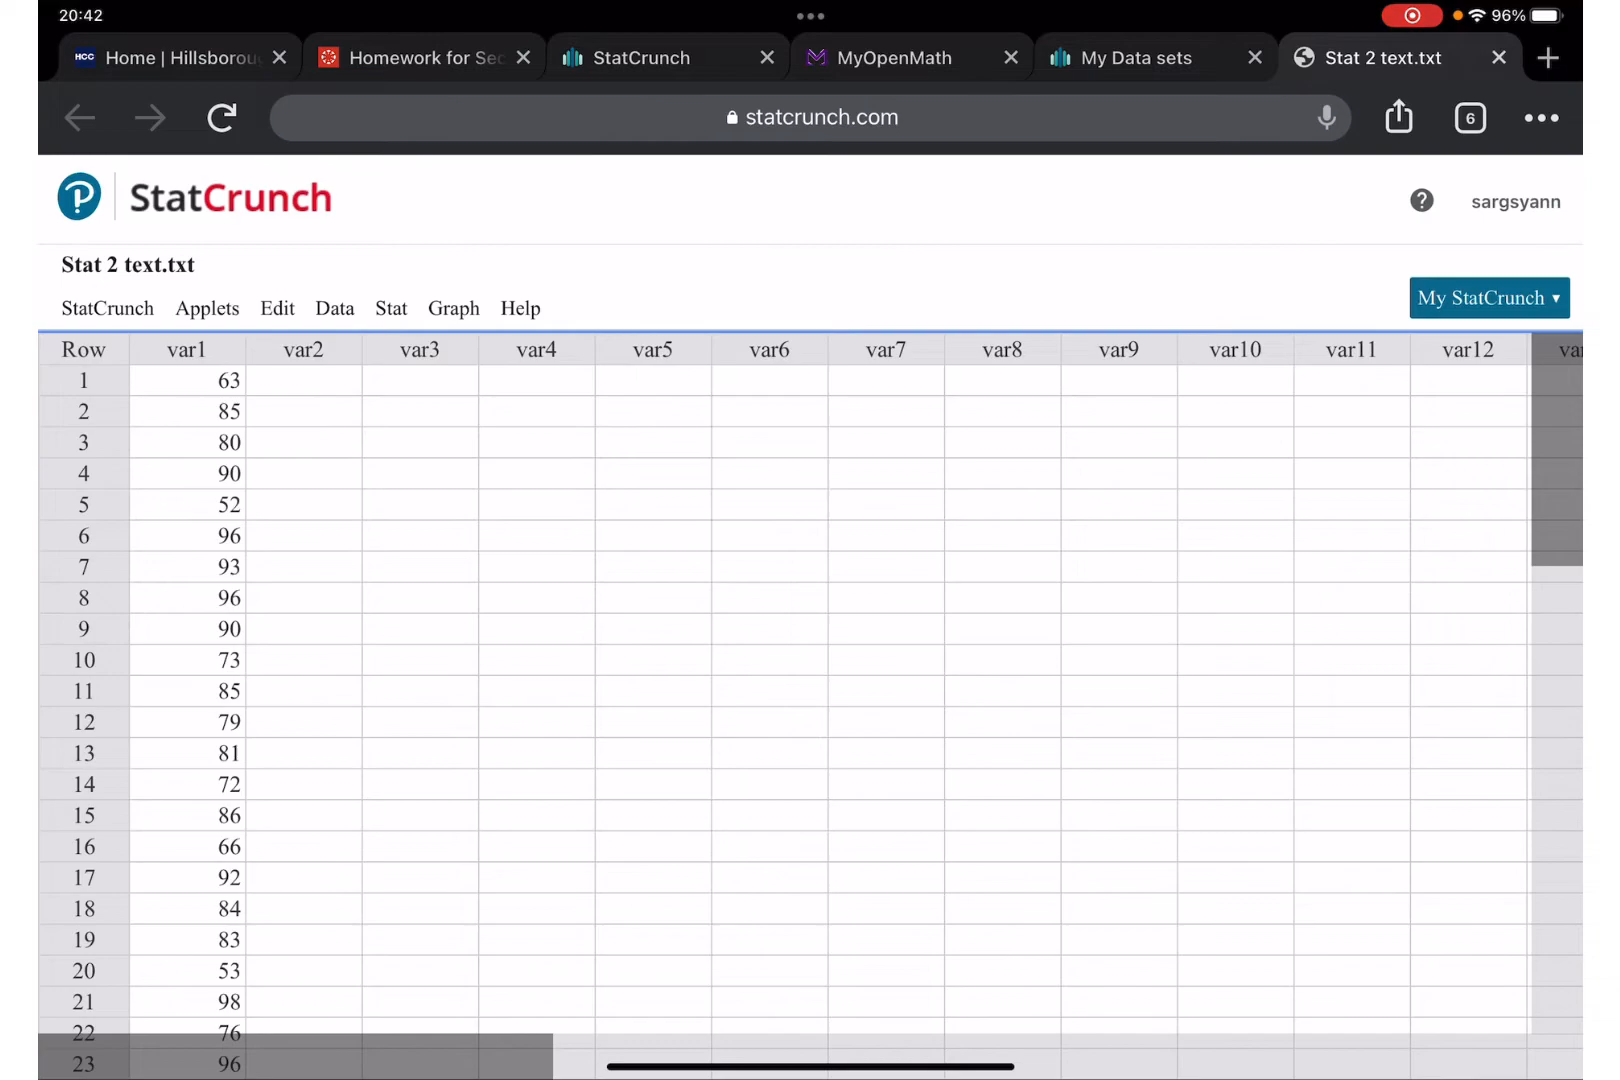 20:42
96%
HCC Home | Hillsborou
Homework for Sec
StatCrunch
MyOpenMath
My Data sets
Stat 2 text.txt
statcrunch.com
6
P StatCrunch
? sargsyann
Stat 2 text.txt
StatCrunch Applets Edit Data Stat Graph Help
My StatCrunch
Row var1 var2 var3 var4 var5 var6 var7 var8 var9 var10 var11 var12 va
1 63
2 85
3 80
4 90
5 52
6 96
7 93
8 96
9 90
10 73
11 85
12 79
13 81
14 72
15 86
16 66
17 92
18 84
19 83
20 53
21 98
22 76
23 96